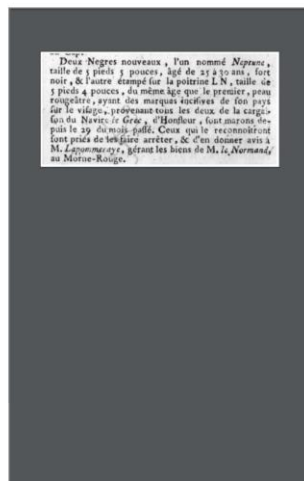 Deux Negres nouveaux, l'un nommé Neptune,
taille de 5 pieds 5 pouces, âgé de 25 à 30 ans, fort
noir, & l'autre étampé sur la poitrine LN, taille de
5 pieds 4 pouces, du même âge que le premier, peau
rougeâtre, ayant des marques de son pays
sur le visage, provenant tous les deux de la cargai-
son du Navire le Grec, d'Honfleur, sont marons de-
puis le 29 du mois passé. Ceux qui le reconnoîtront
sont priés de les faire arrêter, & d'en donner avis à
M. Lapommeraye, gérant les biens de M. le Normand,
au Morne-Rouge.